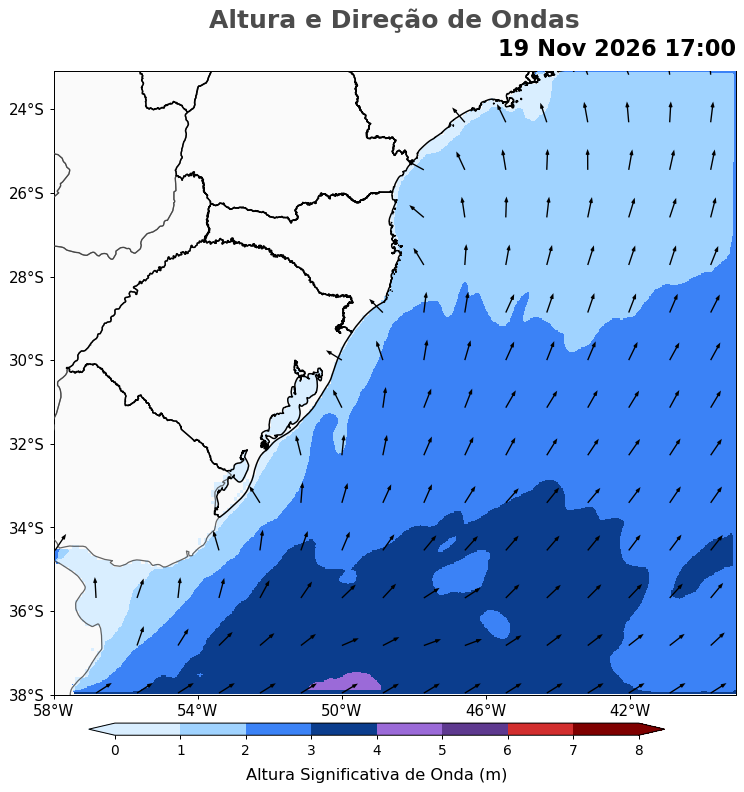 Altura e Direção de Ondas
19 Nov 2026 17:00
24°S
26°S
28°S
30°S
32°S
34°S
36°S
38°S
58°W 54°W 50°W 46°W 42°W
0 1 2 3 4 5 6 7 8
Altura Significativa de Onda (m)